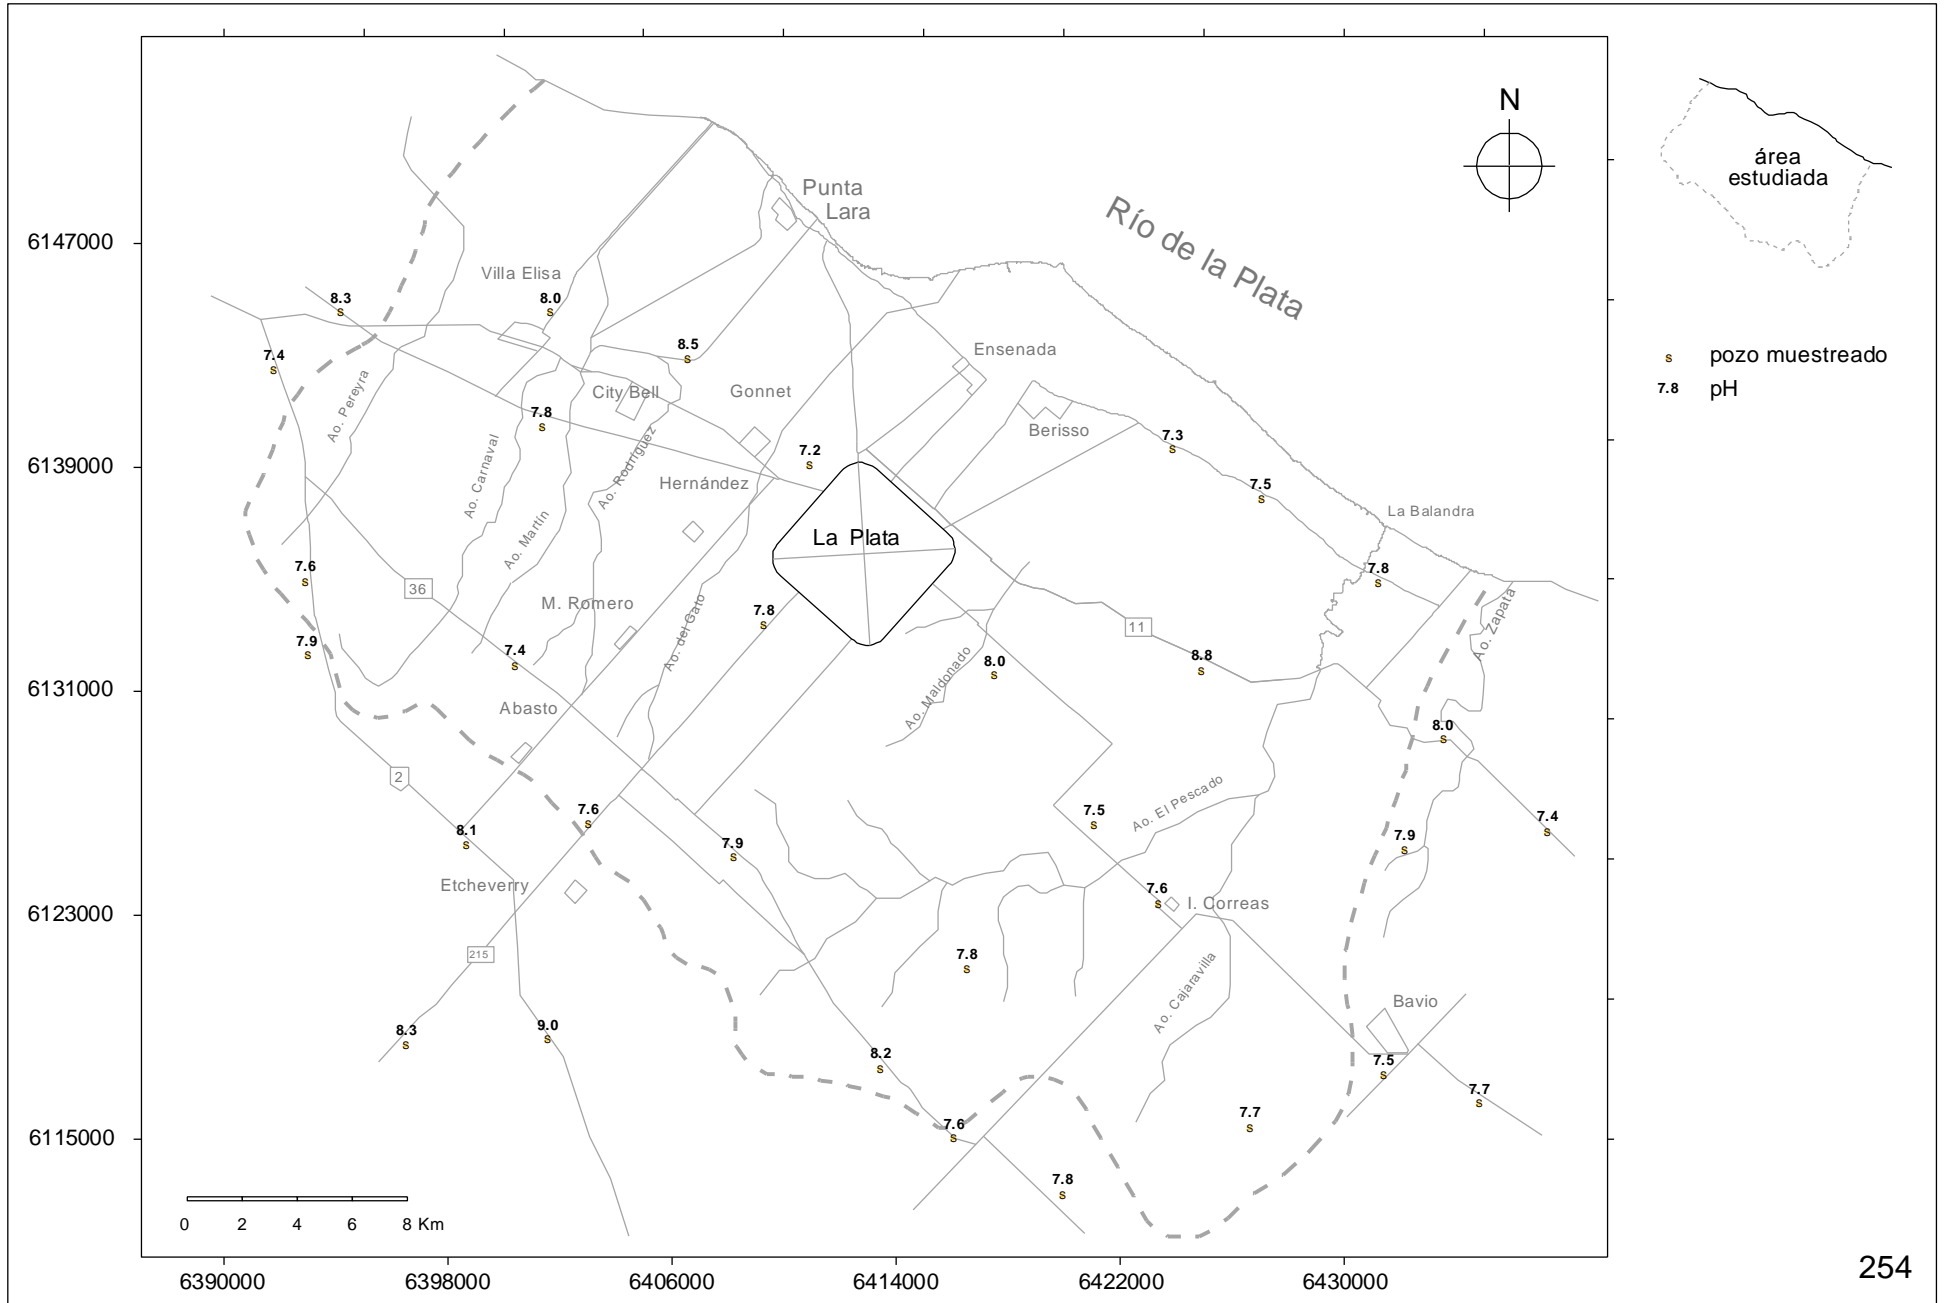 N
Punta
Lara
Río de la Plata
área
estudiada
6147000
Villa Elisa
8.3
s
8.0
s
8.5
s
7.4
s
Ensenada
s pozo muestreado
7.8 pH
Ao. Pereyra
City Bell
Gonnet
7.8
s
Berisso
7.3
s
6139000
Ao. Carnaval
Ao. Rodríguez
7.2
s
Hernández
7.5
s
La Balandra
Ao. Martín
La Plata
7.6
s
36
M. Romero
Ao. del Gato
7.8
s
7.8
s
Ao. Zapata
11
7.9
s
7.4
s
8.0
s
8.8
s
6131000
Ao. Maldonado
Abasto
8.0
s
2
Ao. El Pescado
8.1
s
7.6
s
7.9
s
7.5
s
7.9
s
7.4
s
Etcheverry
7.6
s
I. Correas
6123000
215
7.8
s
Ao. Cajaravilla
Bavio
8.3
s
9.0
s
8.2
s
7.5
s
7.7
s
6115000
7.6
s
7.7
s
7.8
s
0 2 4 6 8 Km
254
6390000 6398000 6406000 6414000 6422000 6430000